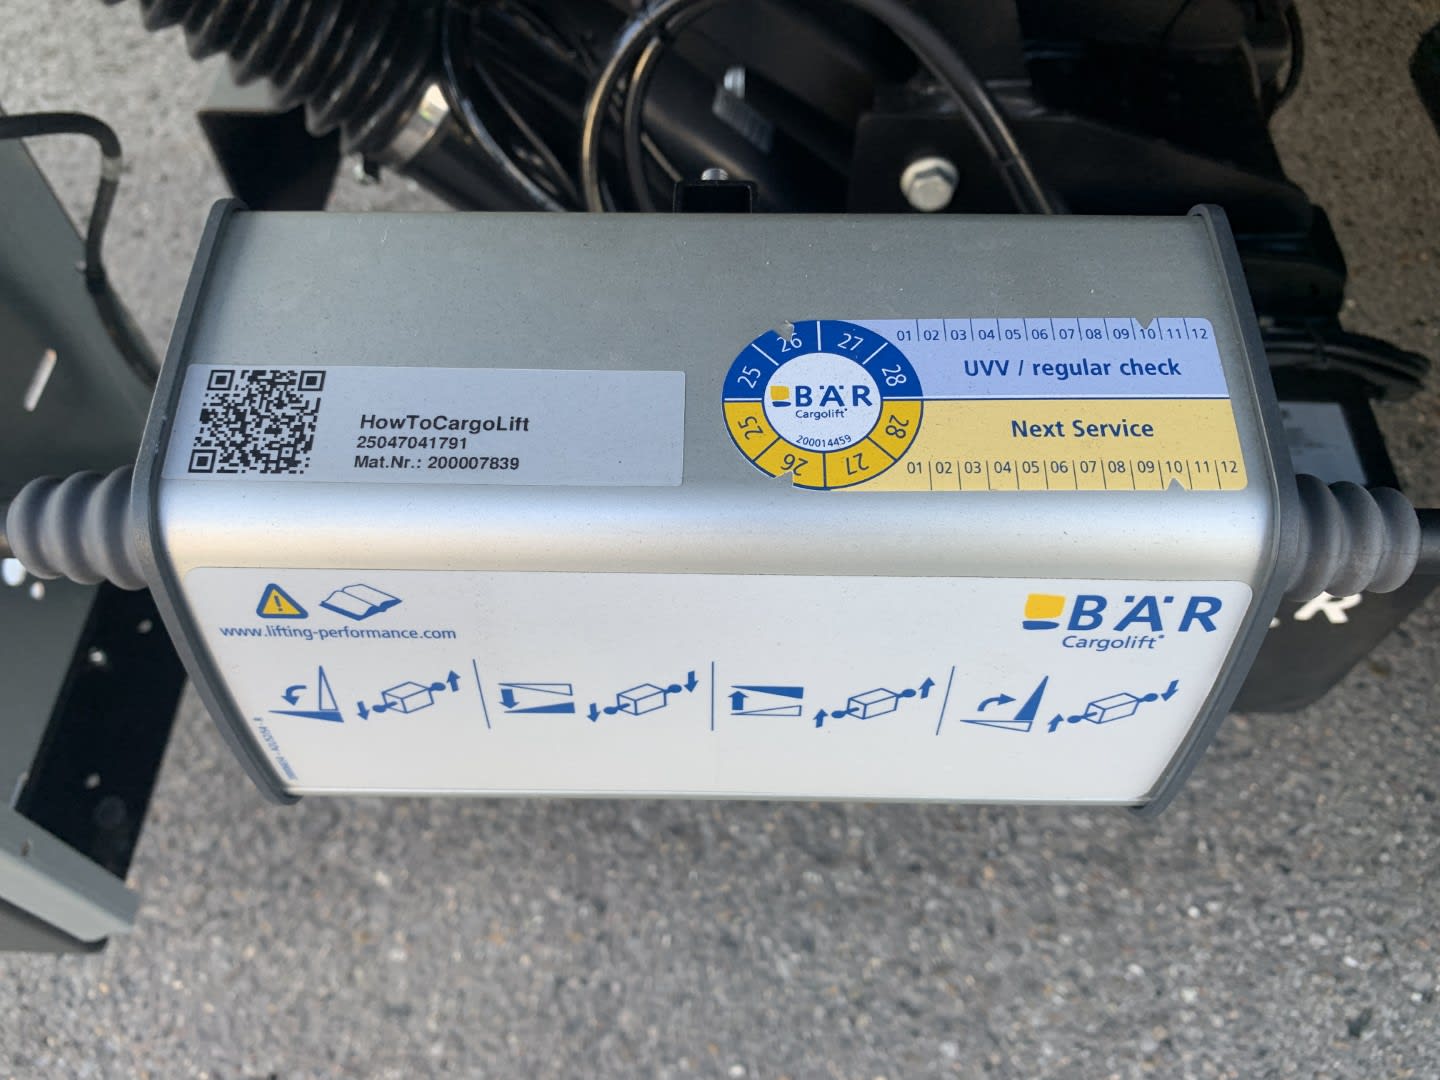 HowToCargoLift
25047041791
Mat.Nr.: 200007839
25 26 27 28
BÄR
Cargolift
200014459
25 26 27 28
01 02 03 04 05 06 07 08 09 10 11 12
UVV / regular check
Next Service
01 02 03 04 05 06 07 08 09 10 11 12
www.lifting-performance.com
BÄR
Cargolift
ÄR